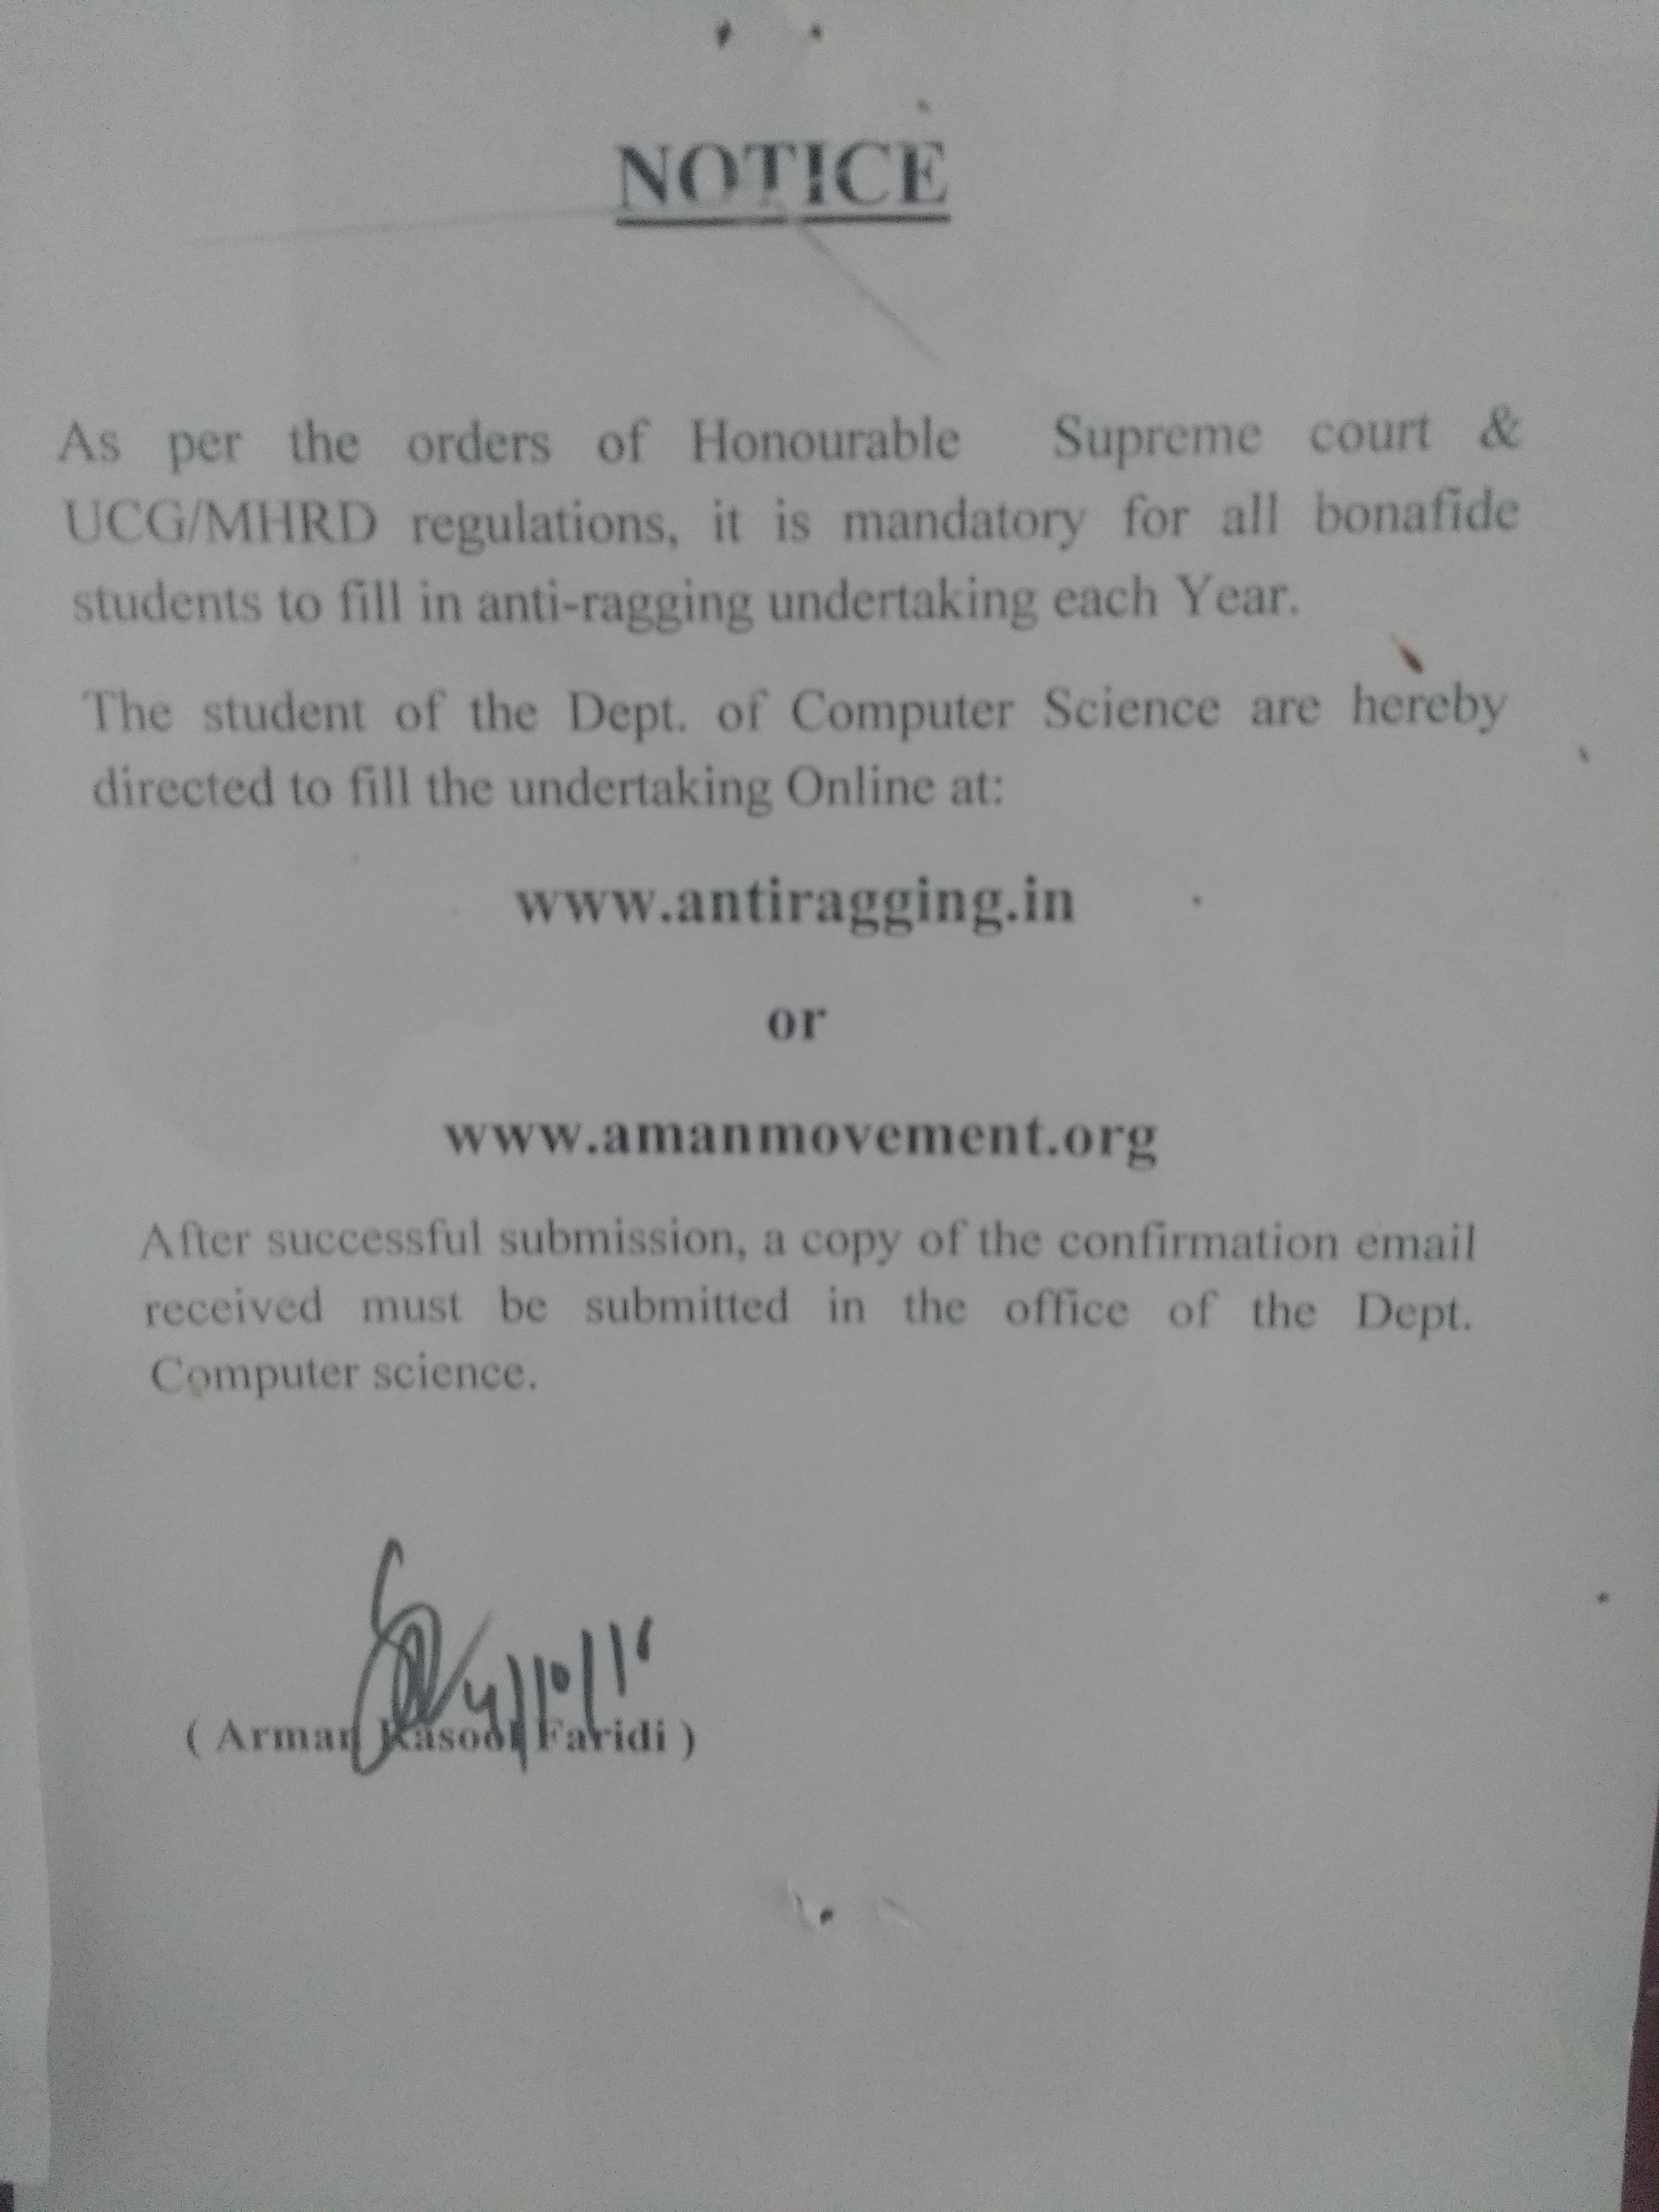 NOTICE
As per the orders of Honourable Supreme court &
UCG/MHRD regulations, it is mandatory for all bonafide
students to fill in anti-ragging undertaking each Year.
The student of the Dept. of Computer Science are hereby
directed to fill the undertaking Online at:
www.antiragging.in
or
www.amanmovement.org
After successful submission, a copy of the confirmation email
received must be submitted in the office of the Dept.
Computer science.
( Arman Rasool Faridi )